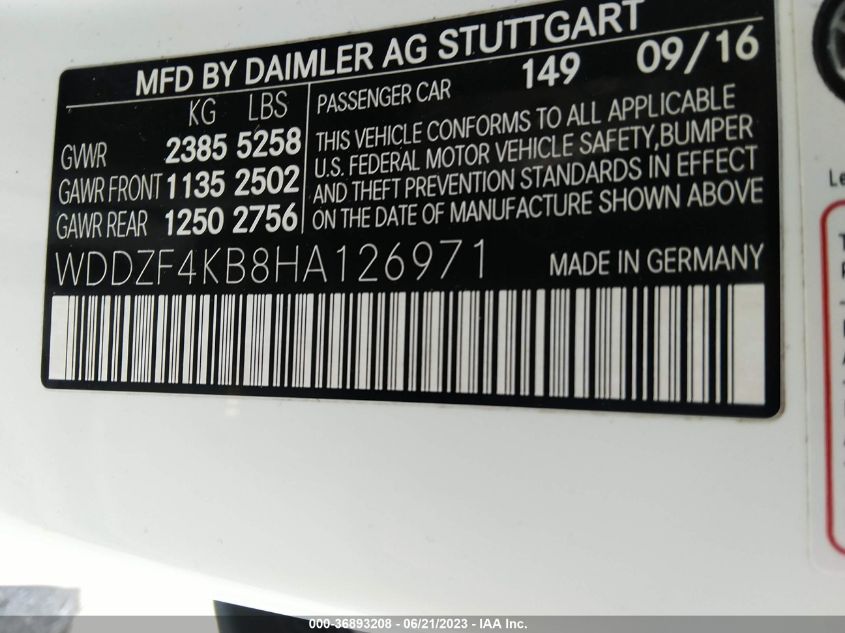 MFD BY DAIMLER AG STUTTGART
KG LBS
PASSENGER CAR 149 09/16
GVWR 2385 5258
GAWR FRONT 1135 2502
GAWR REAR 1250 2756
THIS VEHICLE CONFORMS TO ALL APPLICABLE
U.S. FEDERAL MOTOR VEHICLE SAFETY,BUMPER
AND THEFT PREVENTION STANDARDS IN EFFECT
ON THE DATE OF MANUFACTURE SHOWN ABOVE
WDDZF4KB8HA126971
MADE IN GERMANY
000-36893208 - 06/21/2023 - IAA Inc.